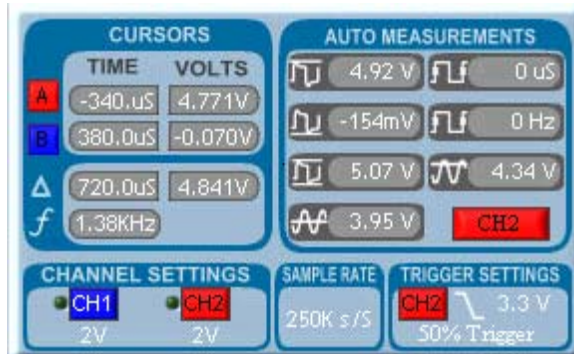 CURSORS
TIME VOLTS
A -340.uS 4.771V
B 380.0uS -0.070V
Δ 720.0uS 4.841V
f 1.38KHz
AUTO MEASUREMENTS
4.92 V 0 uS
-154mV 0 Hz
5.07 V 4.34 V
3.95 V CH2
CHANNEL SETTINGS
CH1 CH2
2V 2V
SAMPLE RATE
250K s/S
TRIGGER SETTINGS
CH2 3.3 V
50% Trigger